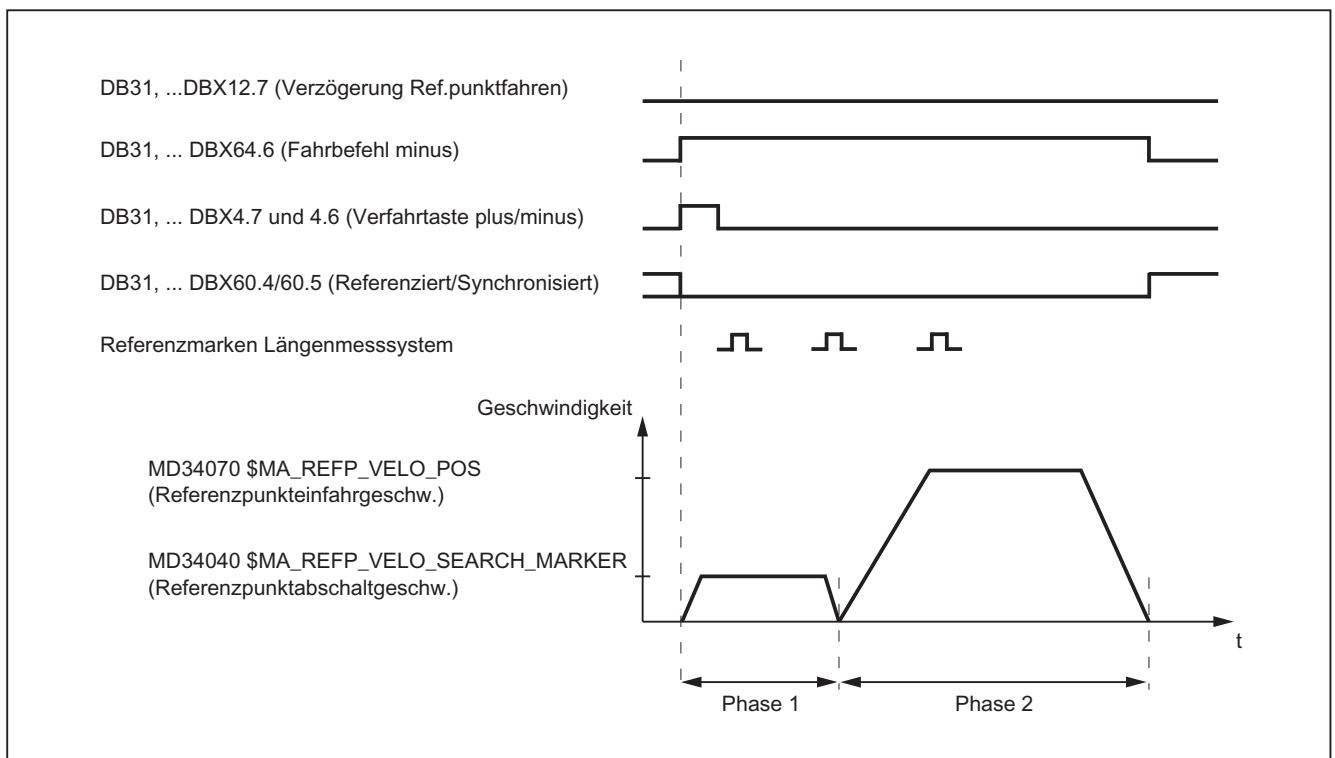 DB31, ...DBX12.7 (Verzögerung Ref.punktfahren)
DB31, ... DBX64.6 (Fahrbefehl minus)
DB31, ... DBX4.7 und 4.6 (Verfahrtaste plus/minus)
DB31, ... DBX60.4/60.5 (Referenziert/Synchronisiert)
Referenzmarken Längenmesssystem
Geschwindigkeit
MD34070 $MA_REFP_VELO_POS
(Referenzpunkteinfahrgeschw.)
MD34040 $MA_REFP_VELO_SEARCH_MARKER
(Referenzpunktabschaltgeschw.)
t
Phase 1
Phase 2